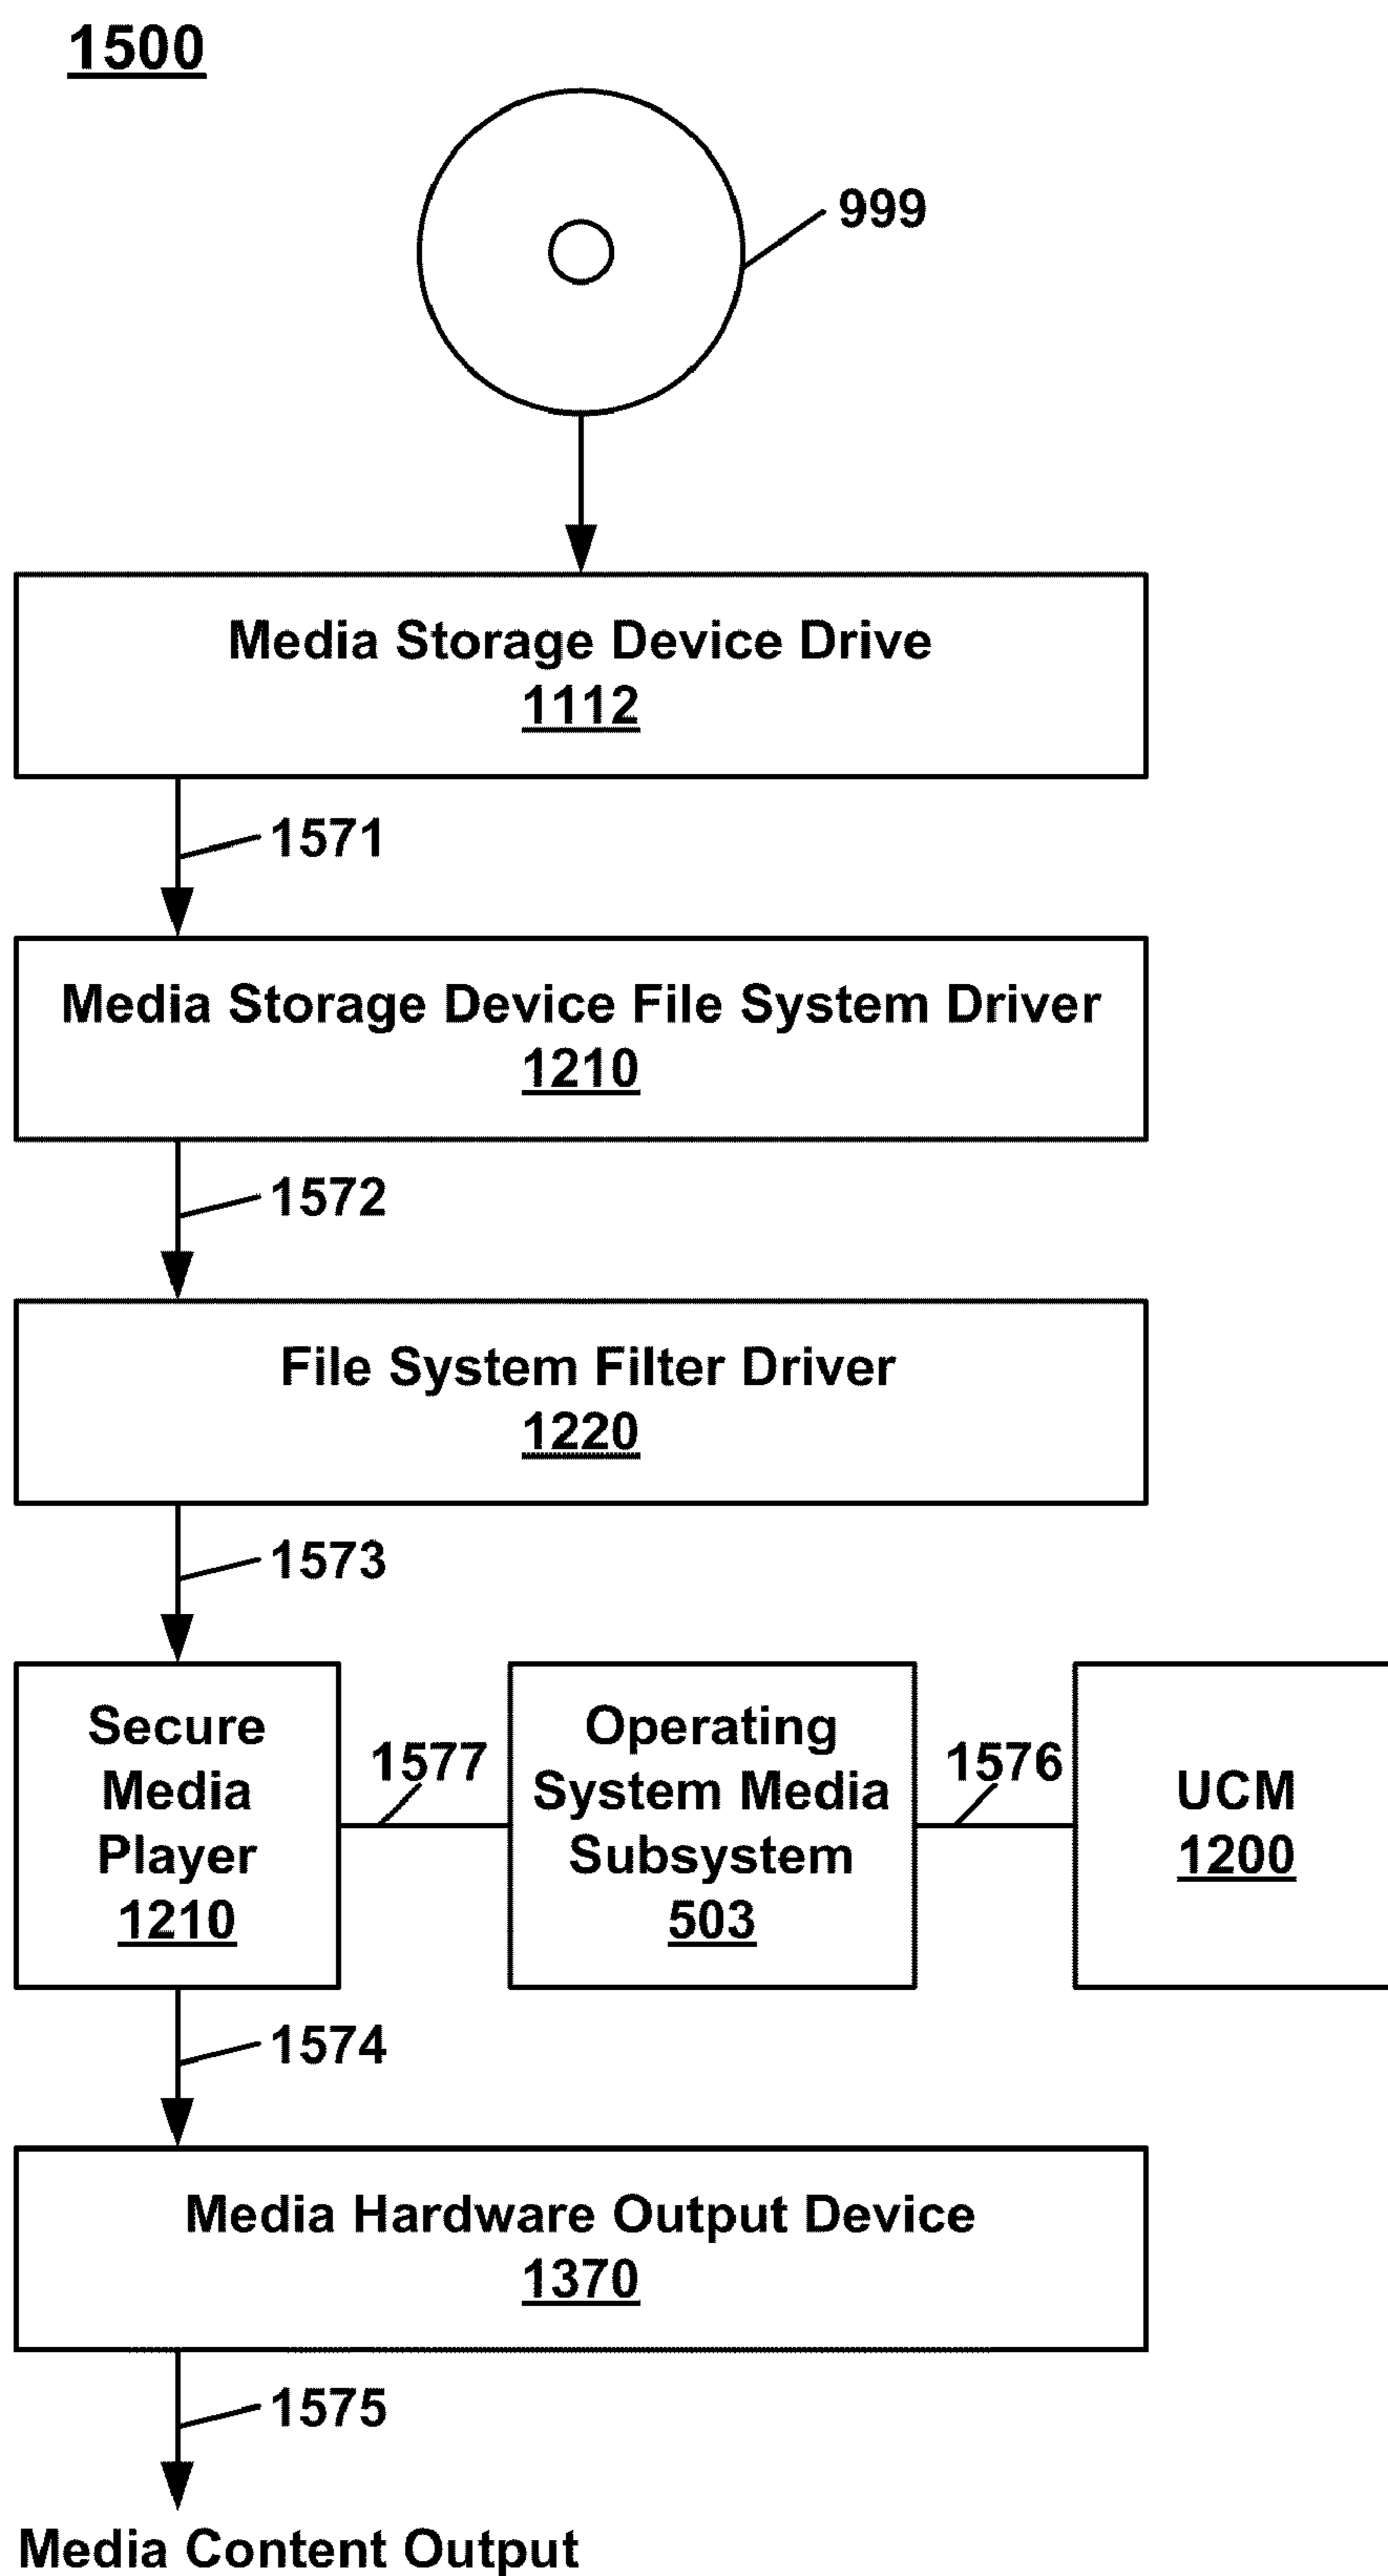 1500
999
Media Storage Device Drive
1112
1571
Media Storage Device File System Driver
1210
1572
File System Filter Driver
1220
1573
Secure
Media
Player
1210
1577
Operating
System Media
Subsystem
503
1576
UCM
1200
1574
Media Hardware Output Device
1370
1575
Media Content Output